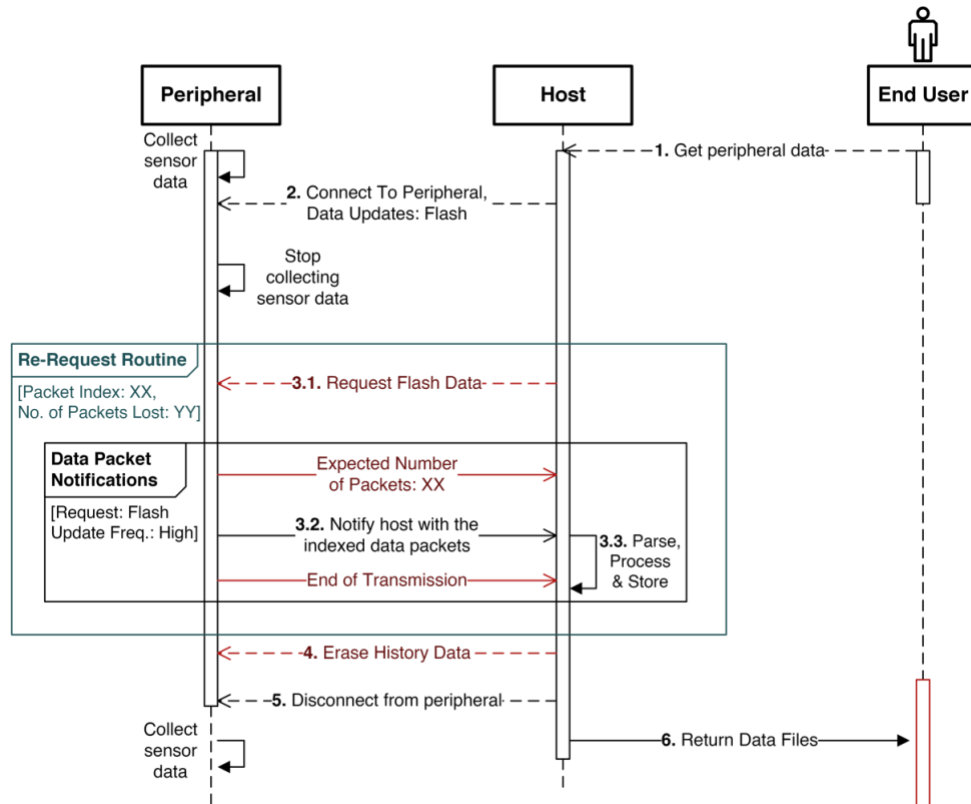 Peripheral
Host
End User
Collect
sensor
data
1. Get peripheral data
2. Connect To Peripheral,
Data Updates: Flash
Stop
collecting
sensor data
Re-Request Routine
[Packet Index: XX,
No. of Packets Lost: YY]
3.1. Request Flash Data
Data Packet
Notifications
[Request: Flash
Update Freq.: High]
Expected Number
of Packets: XX
3.2. Notify host with the
indexed data packets
3.3. Parse,
Process
& Store
End of Transmission
4. Erase History Data
5. Disconnect from peripheral
Collect
sensor
data
6. Return Data Files